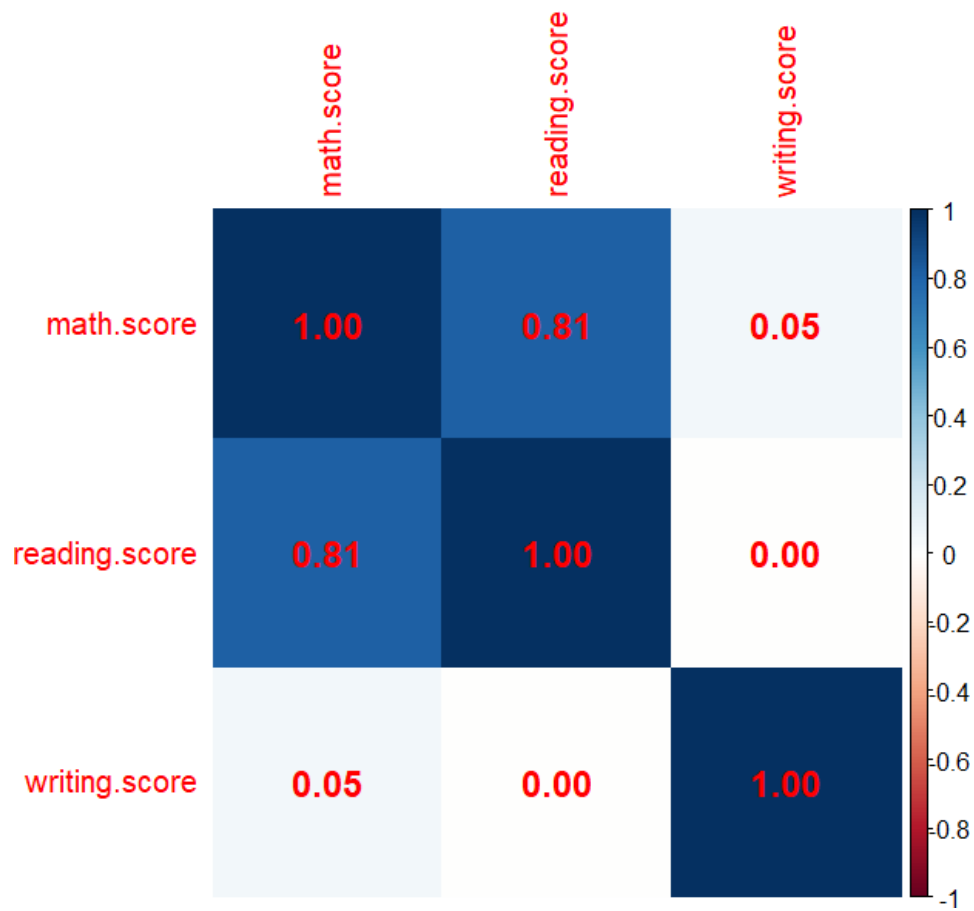 math.score
reading.score
writing.score
math.score 1.00 0.81 0.05
reading.score 0.81 1.00 0.00
writing.score 0.05 0.00 1.00
1
0.8
0.6
0.4
0.2
0
-0.2
-0.4
-0.6
-0.8
-1